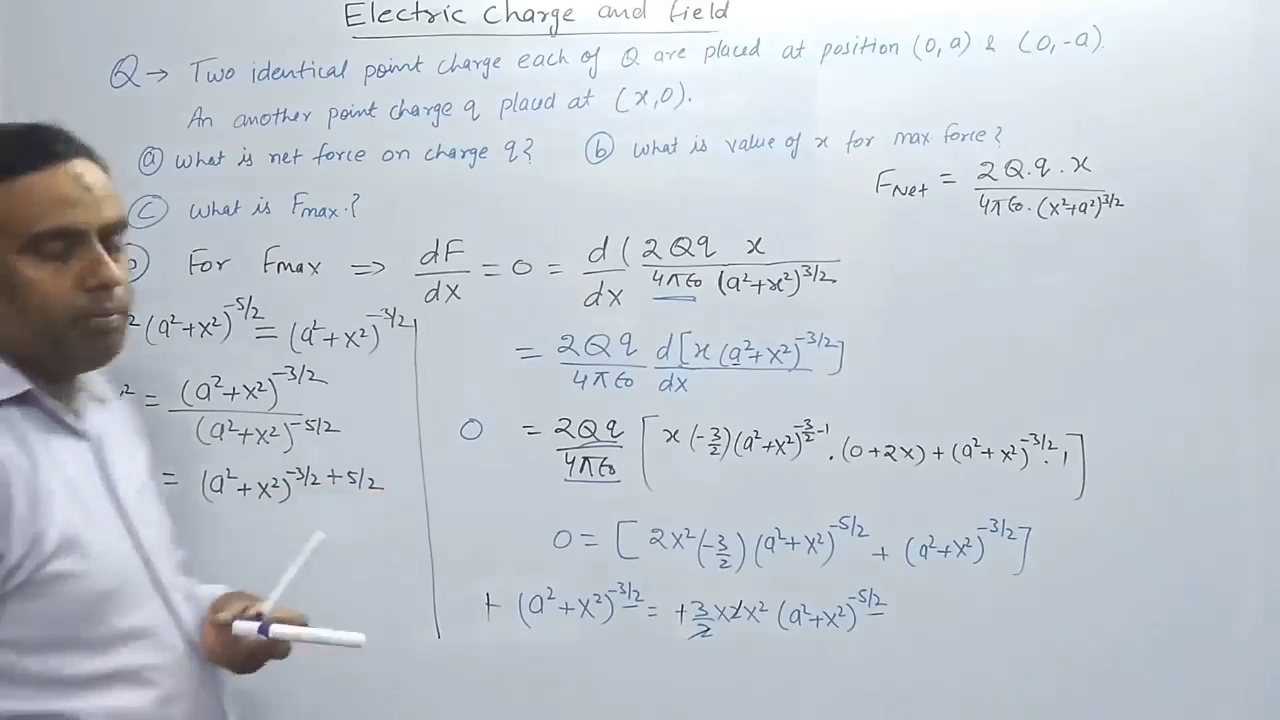 Electric charge and field
Q → Two identical point charge each of Q are placed at position (0, a) & (0, -a).
An another point charge q placed at (x, 0).
ⓐ What is net force on charge q? ⓑ What is value of x for max force?
ⓒ What is Fmax.?
F_Net = 2Q.q.x / 4πϵ₀.(x²+a²)^3/2
For Fmax ⇒ dF/dx = 0 = d/dx ( 2Qq x / 4πϵ₀ (a²+x²)^3/2
= 2Qq/4πϵ₀ d[x (a²+x²)^-3/2]/dx
0 = 2Qq/4πϵ₀ [ x(-3/2)(a²+x²)^-3/2-1 . (0+2x) + (a²+x²)^-3/2 . 1 ]
0 = [ 2x²(-3/2)(a²+x²)^-5/2 + (a²+x²)^-3/2 ]
+ (a²+x²)^-3/2 = +3/2 x 2x² (a²+x²)^-5/2
² (a²+x²)^-5/2 = (a²+x²)^-3/2
² = (a²+x²)^-3/2 / (a²+x²)^-5/2
= (a²+x²)^-3/2 + 5/2